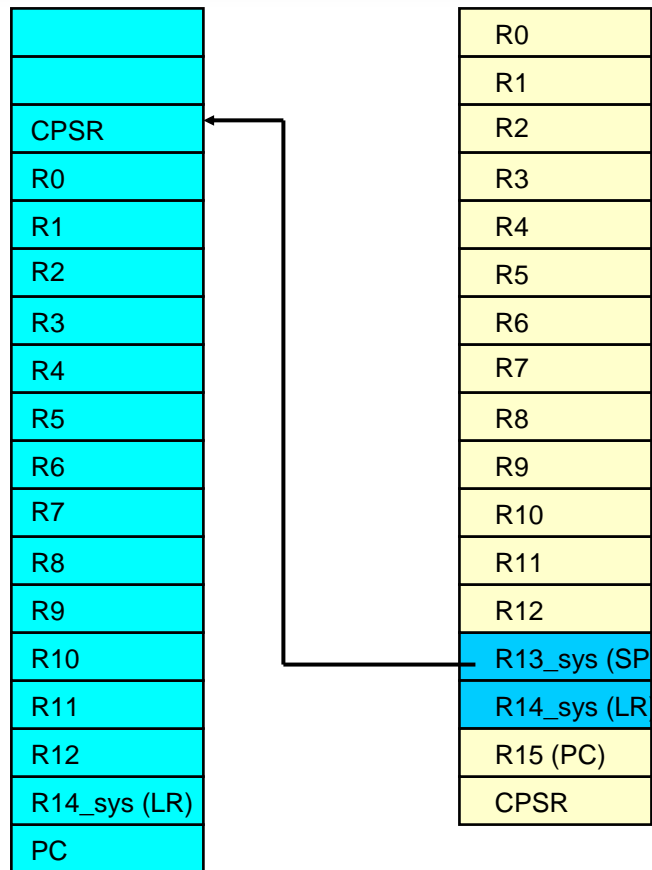 CPSR
R0
R1
R2
R3
R4
R5
R6
R7
R8
R9
R10
R11
R12
R14_sys (LR)
PC
R0
R1
R2
R3
R4
R5
R6
R7
R8
R9
R10
R11
R12
R13_sys (SP
R14_sys (LR)
R15 (PC)
CPSR